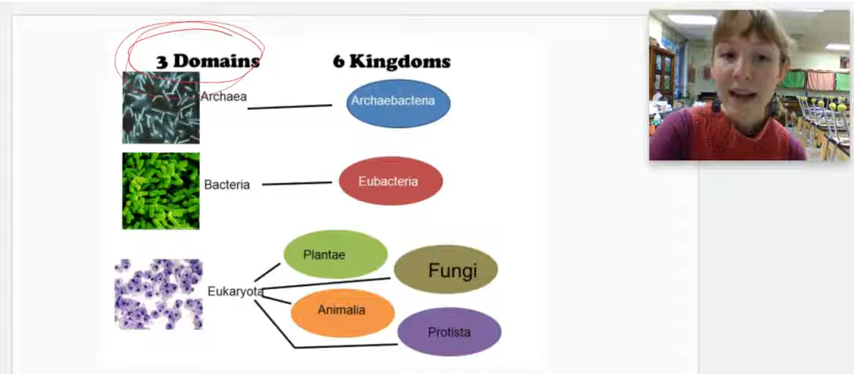 3 Domains
6 Kingdoms
Archaea
Archaebacteria
Bacteria
Eubacteria
Plantae
Fungi
Eukaryota
Animalia
Protista